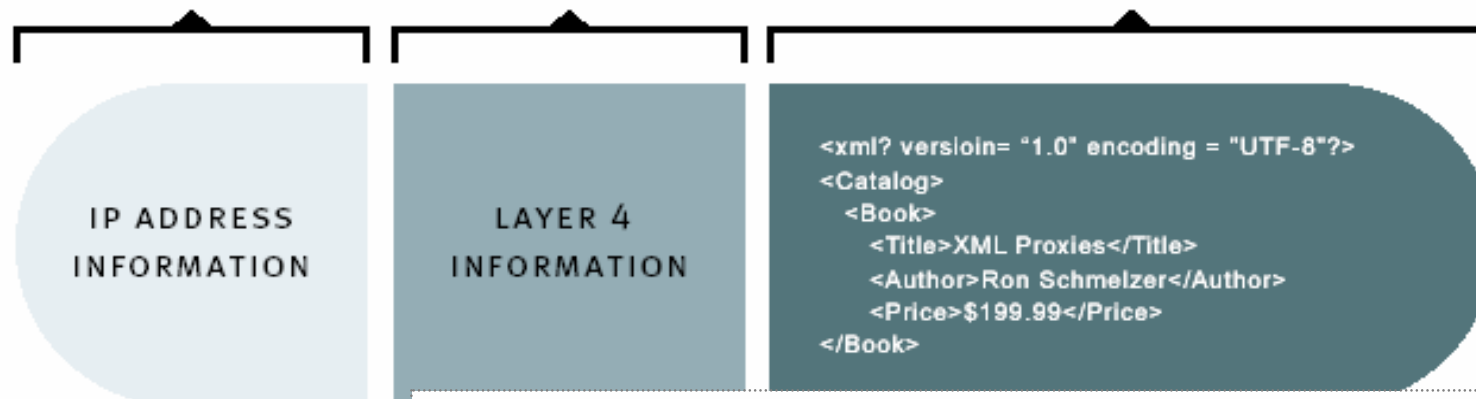 IP ADDRESS
INFORMATION
LAYER 4
INFORMATION
<xml? versioin= “1.0" encoding = "UTF-8"?>
<Catalog>
<Book>
<Title>XML Proxies</Title>
<Author>Ron Schmelzer</Author>
<Price>$199.99</Price>
</Book>